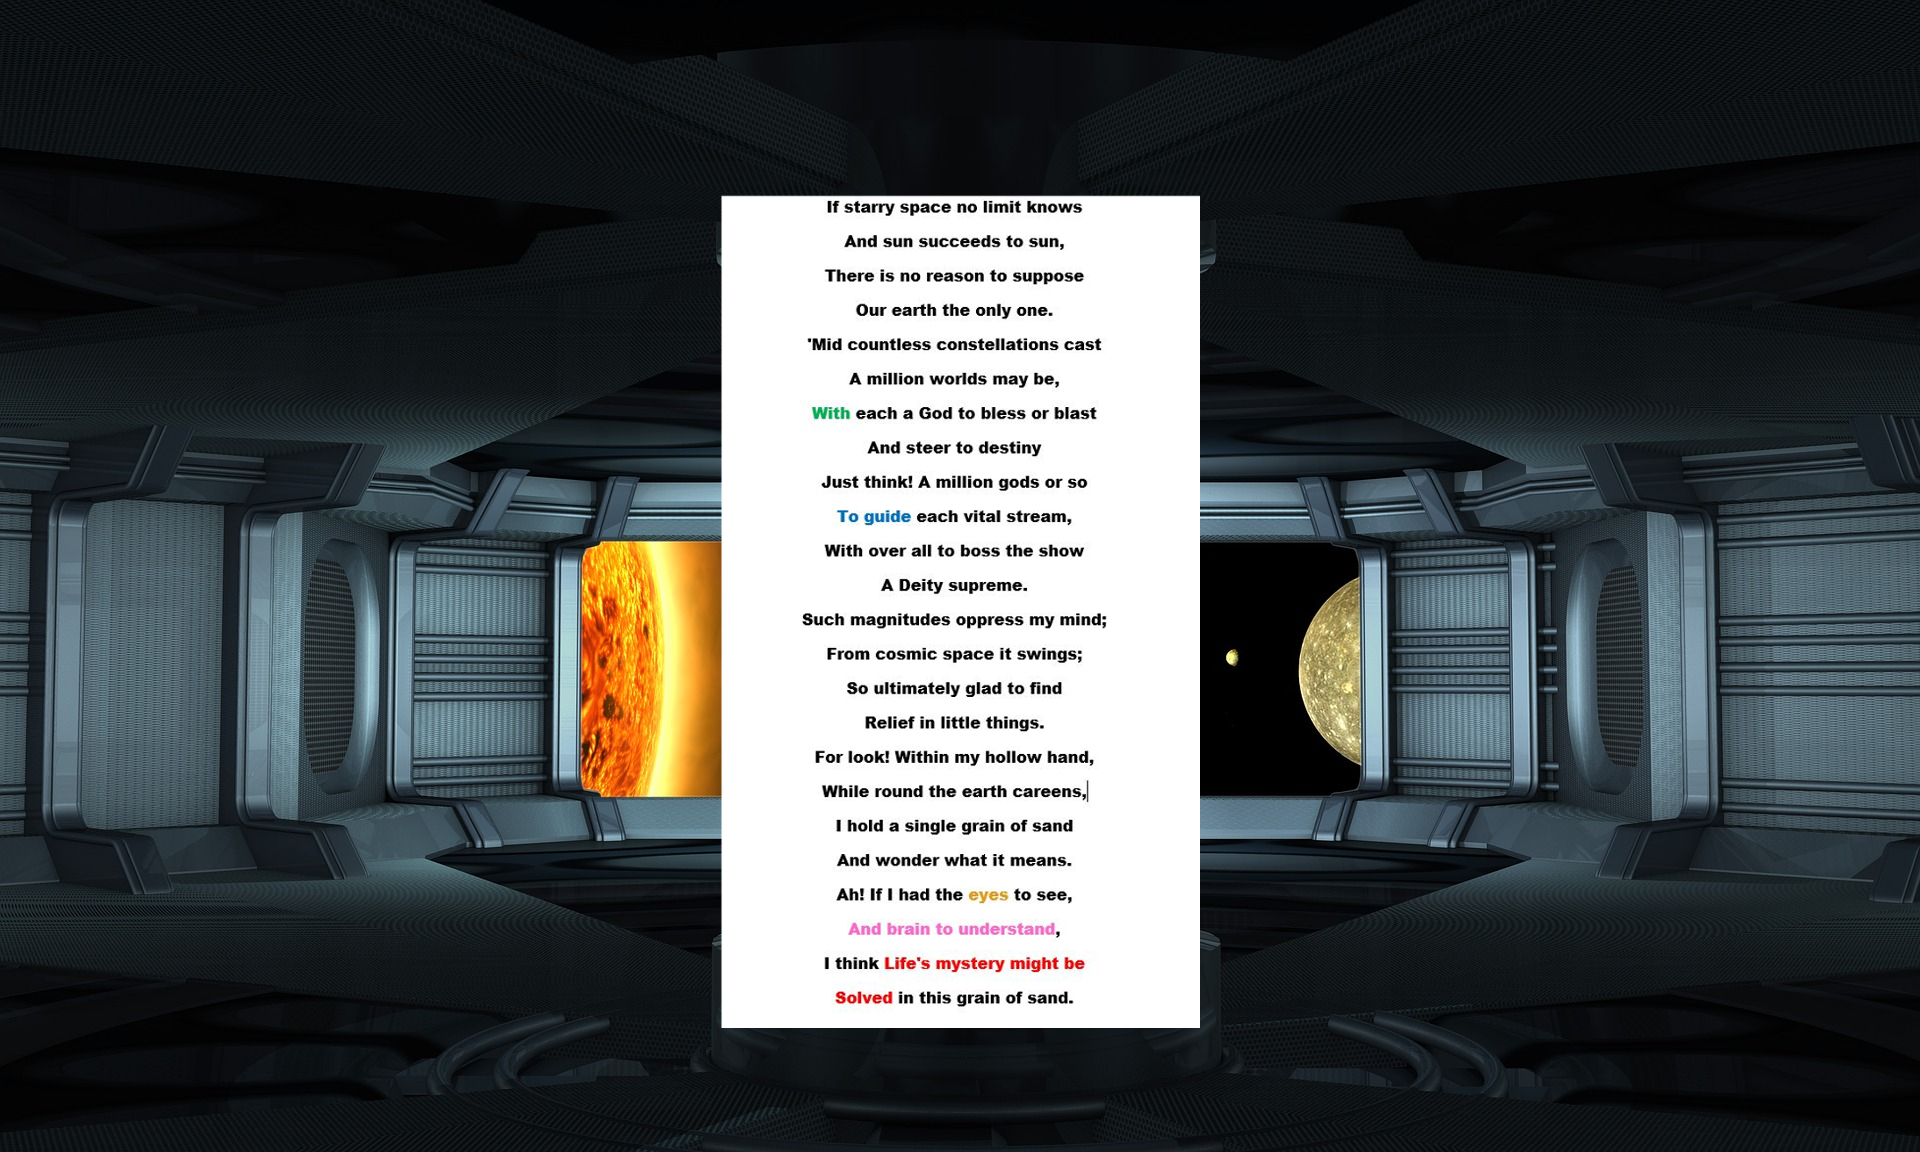 If starry space no limit knows
And sun succeeds to sun,
There is no reason to suppose
Our earth the only one.
'Mid countless constellations cast
A million worlds may be,
With each a God to bless or blast
And steer to destiny
Just think! A million gods or so
To guide each vital stream,
With over all to boss the show
A Deity supreme.
Such magnitudes oppress my mind;
From cosmic space it swings;
So ultimately glad to find
Relief in little things.
For look! Within my hollow hand,
While round the earth careens,
I hold a single grain of sand
And wonder what it means.
Ah! If I had the eyes to see,
And brain to understand,
I think Life's mystery might be
Solved in this grain of sand.